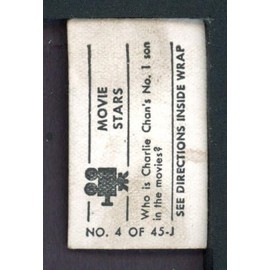 MOVIE
STARS
Who is Charlie Chan's No. 1 son
in the movies?
SEE DIRECTIONS INSIDE WRAP
NO. 4 OF 45-J